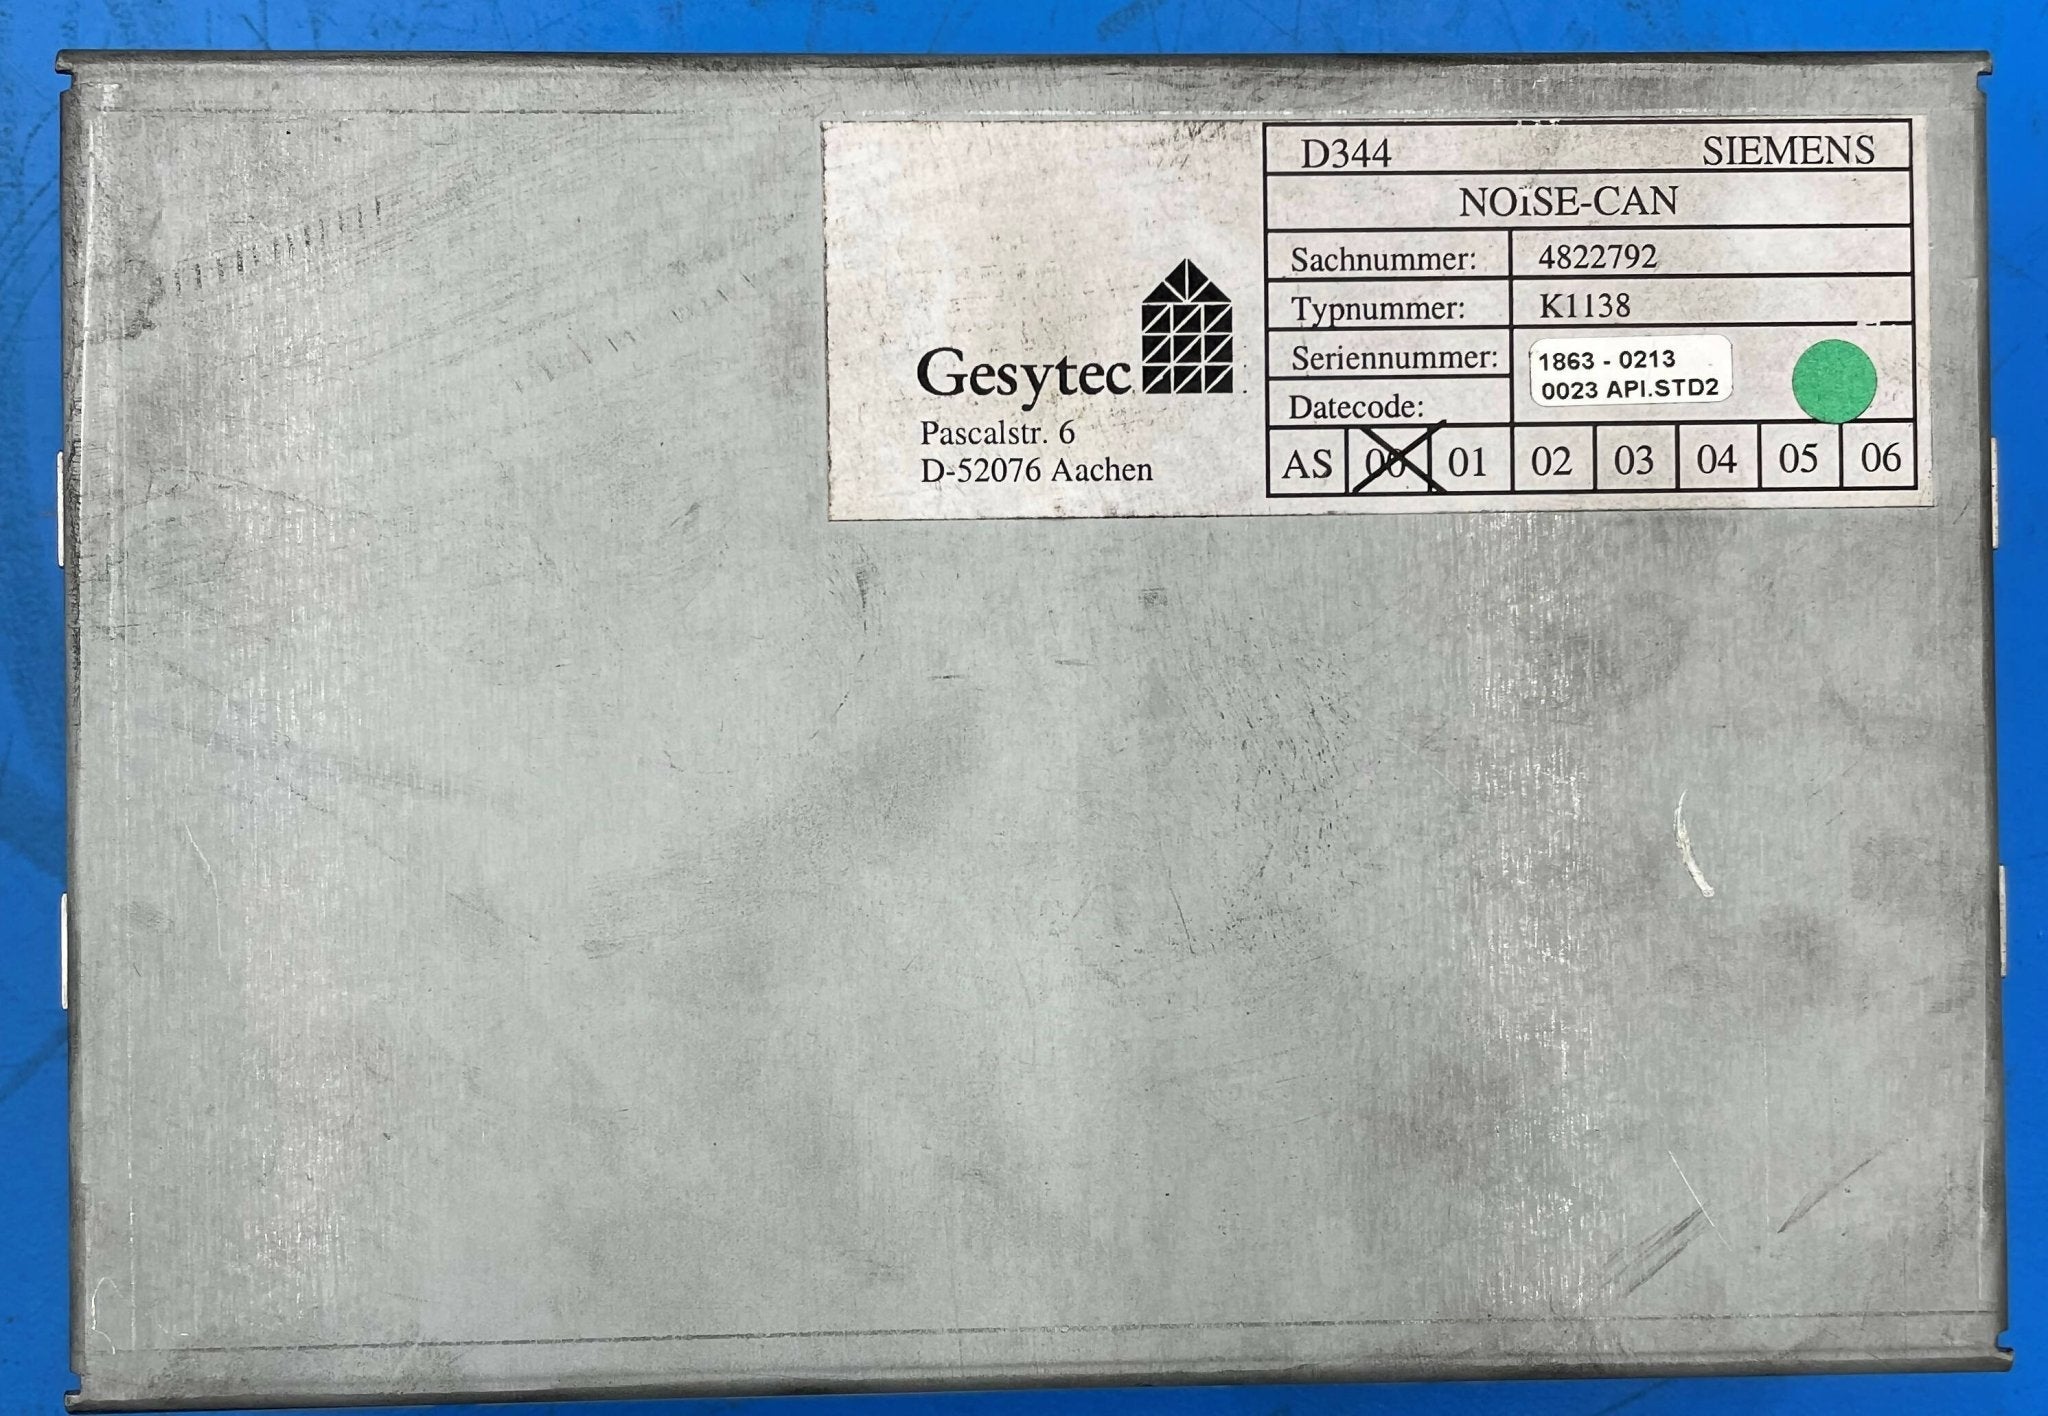 D344 SIEMENS
NOiSE-CAN
Sachnummer: 4822792
Typnummer: K1138
Seriennummer: 1863 - 0213
Datecode: 0023 API.STD2
AS 00 01 02 03 04 05 06
Gesytec
Pascalstr. 6
D-52076 Aachen